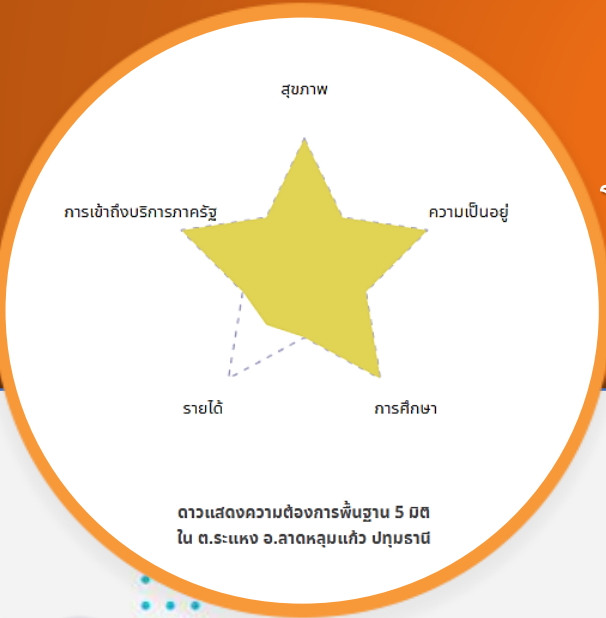 สุขภาพ
การเข้าถึงบริการภาครัฐ
ความเป็นอยู่
รายได้
การศึกษา
ดาวแสดงความต้องการพื้นฐาน 5 มิติ
ใน ต.ระแหง อ.ลาดหลุมแก้ว ปทุมธานี